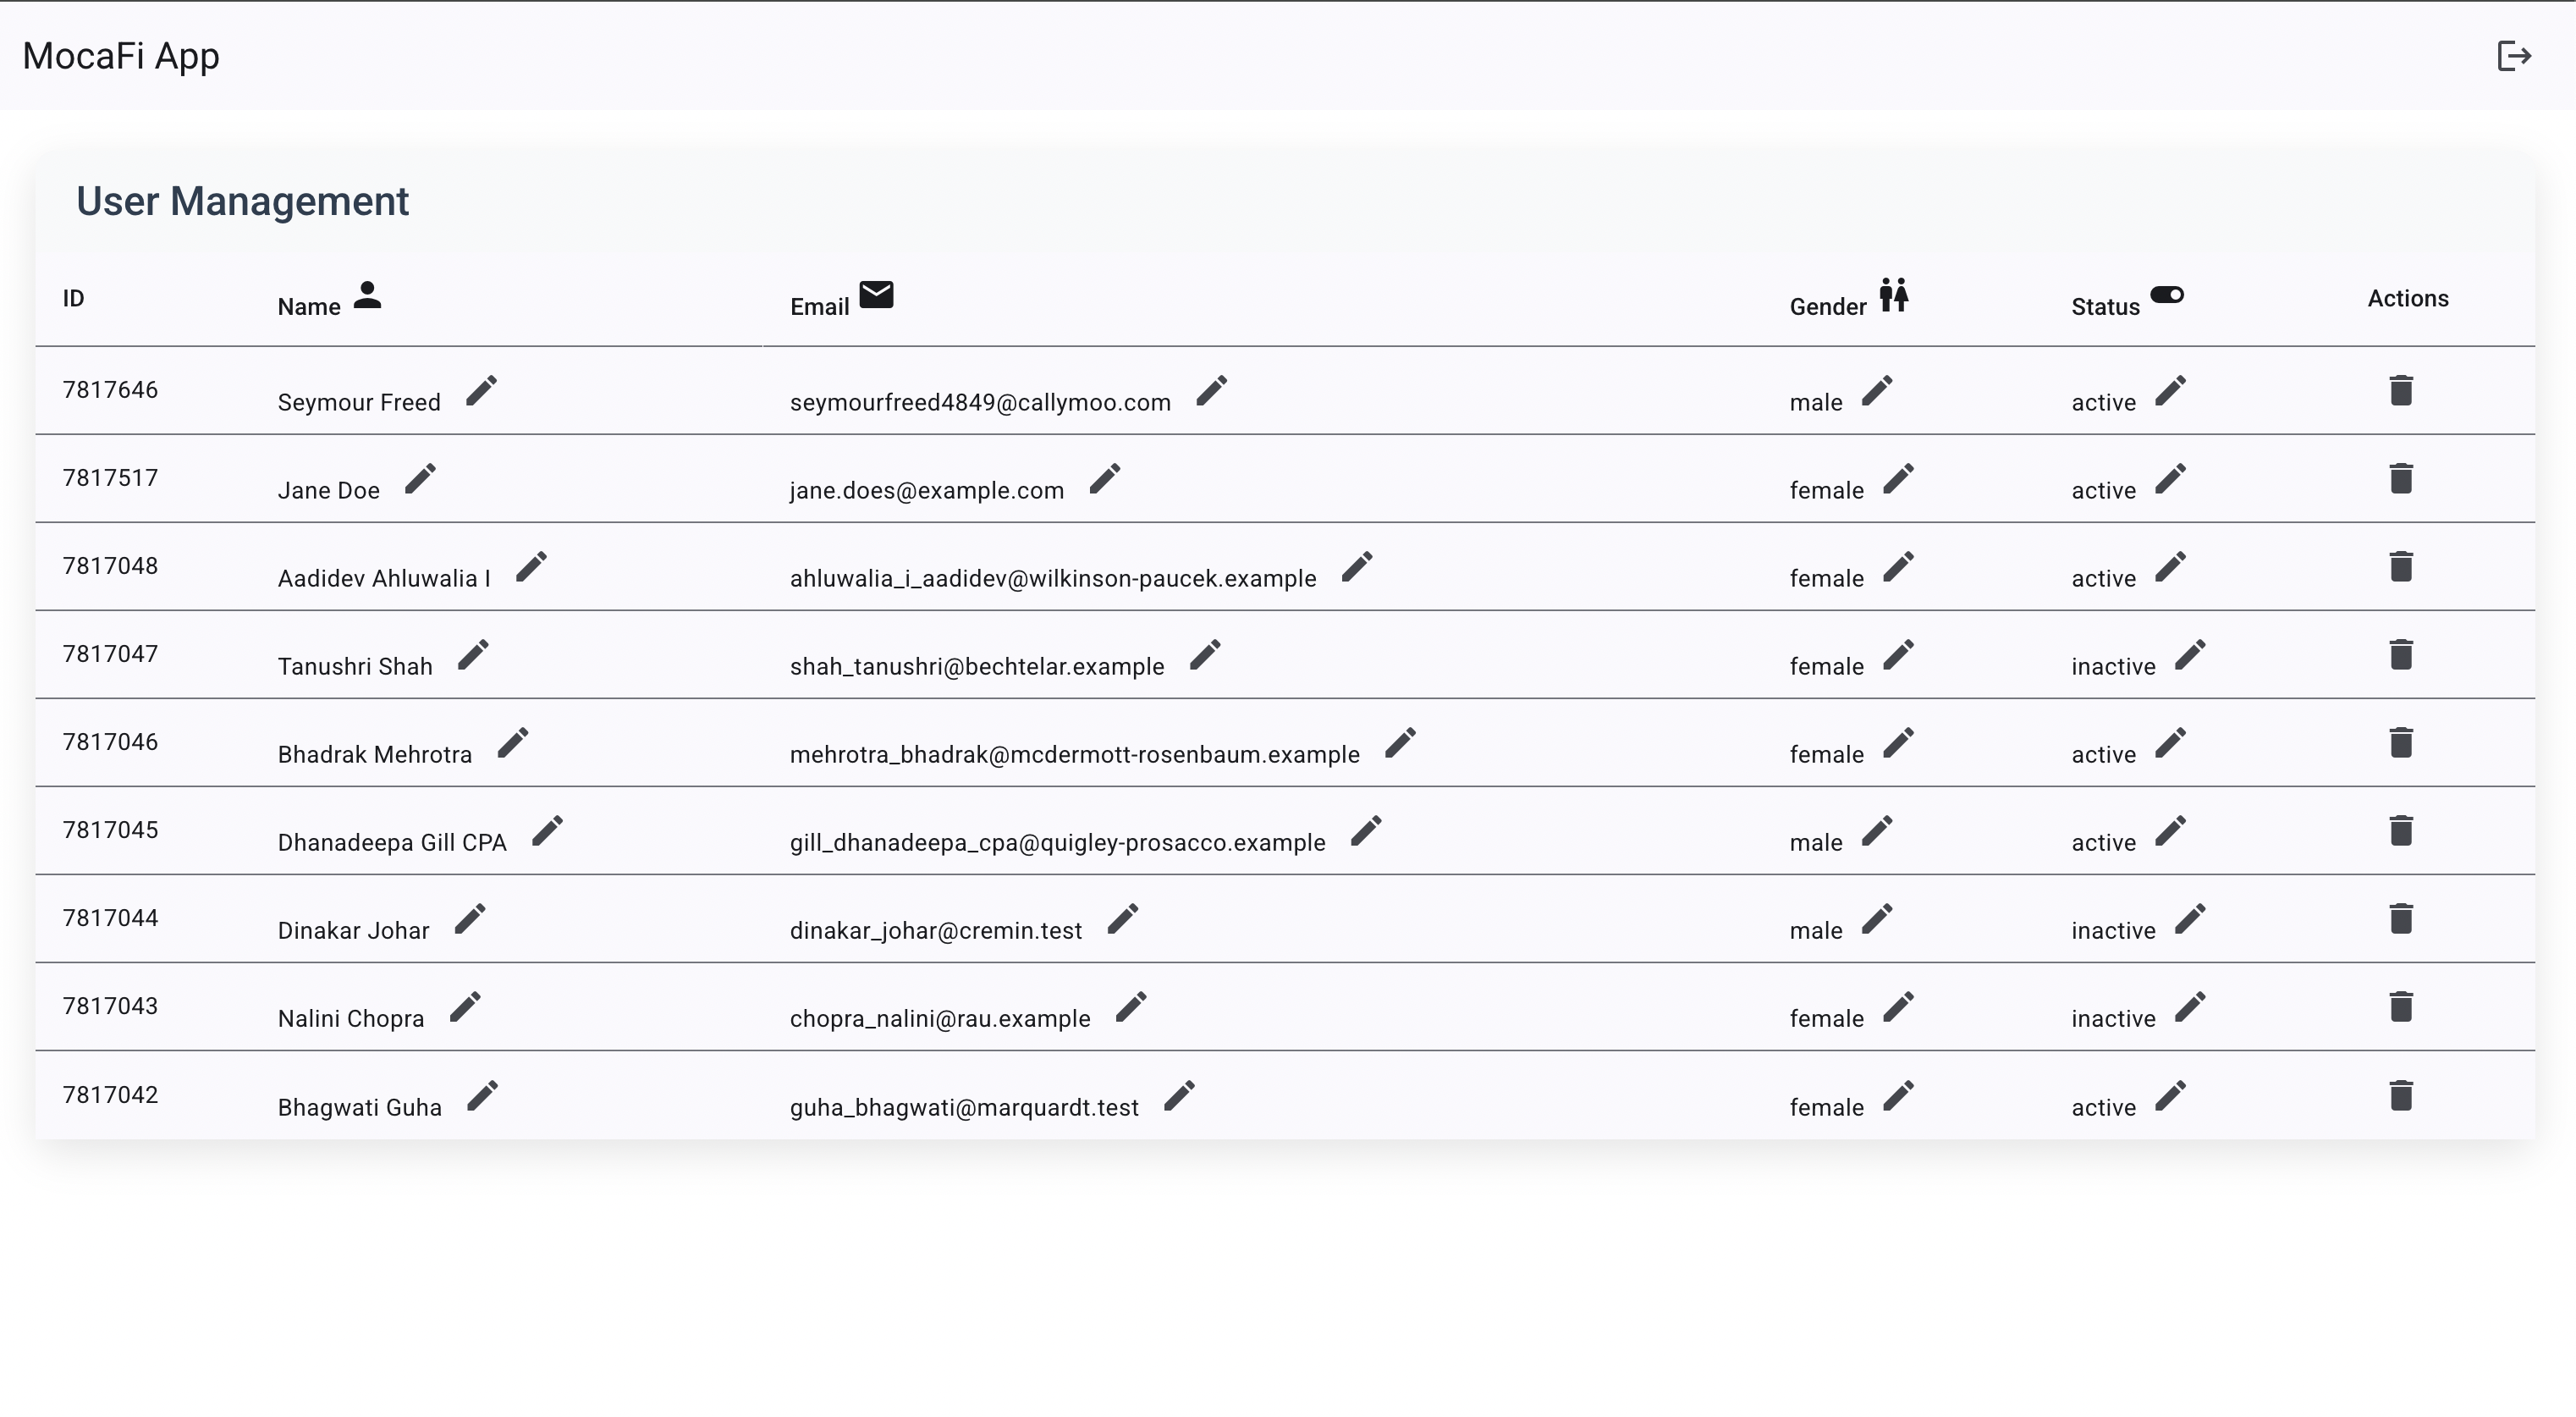 MocaFi App
User Management
ID Name Email Gender Status Actions
7817646 Seymour Freed seymourfreed4849@callymoo.com male active
7817517 Jane Doe jane.does@example.com female active
7817048 Aadidev Ahluwalia I ahluwalia_i_aadidev@wilkinson-paucek.example female active
7817047 Tanushri Shah shah_tanushri@bechtelar.example female inactive
7817046 Bhadrak Mehrotra mehrotra_bhadrak@mcdermott-rosenbaum.example female active
7817045 Dhanadeepa Gill CPA gill_dhanadeepa_cpa@quigley-prosacco.example male active
7817044 Dinakar Johar dinakar_johar@cremin.test male inactive
7817043 Nalini Chopra chopra_nalini@rau.example female inactive
7817042 Bhagwati Guha guha_bhagwati@marquardt.test female active